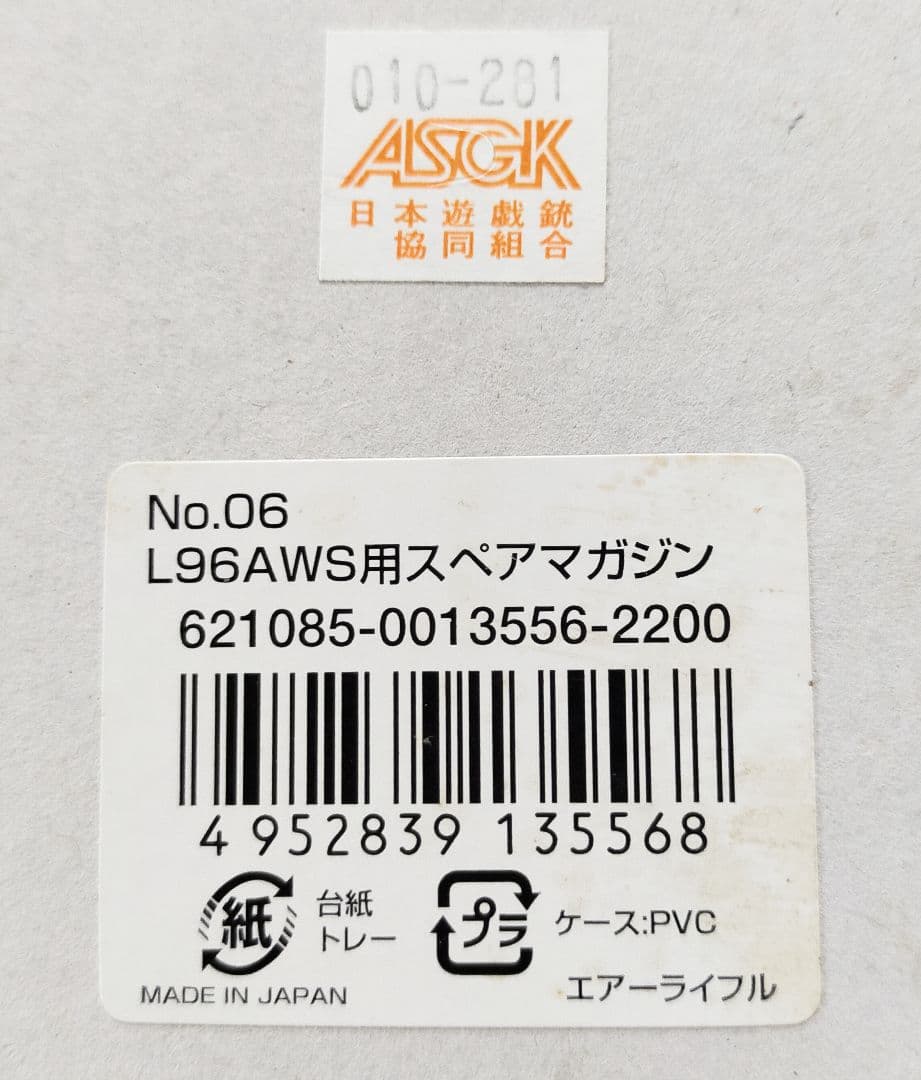 010-281
ASGK
日本遊戯銃
協同組合
No.06
L96AWS用スペアマガジン
621085-0013556-2200
4 952839 135568
紙
台紙
トレー
プラ
ケース:PVC
MADE IN JAPAN
エアーライフル